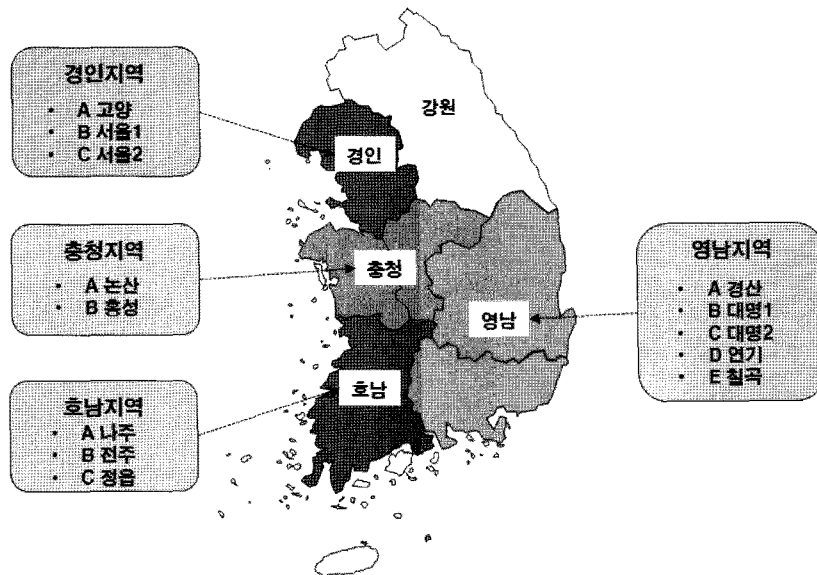 경인지역
• A 고양
• B 서울1
• C 서울2
충청지역
• A 논산
• B 홍성
호남지역
• A 나주
• B 전주
• C 정읍
강원
경인
충청
영남
호남
영남지역
• A 경산
• B 대명1
• C 대명2
• D 연기
• E 칠곡